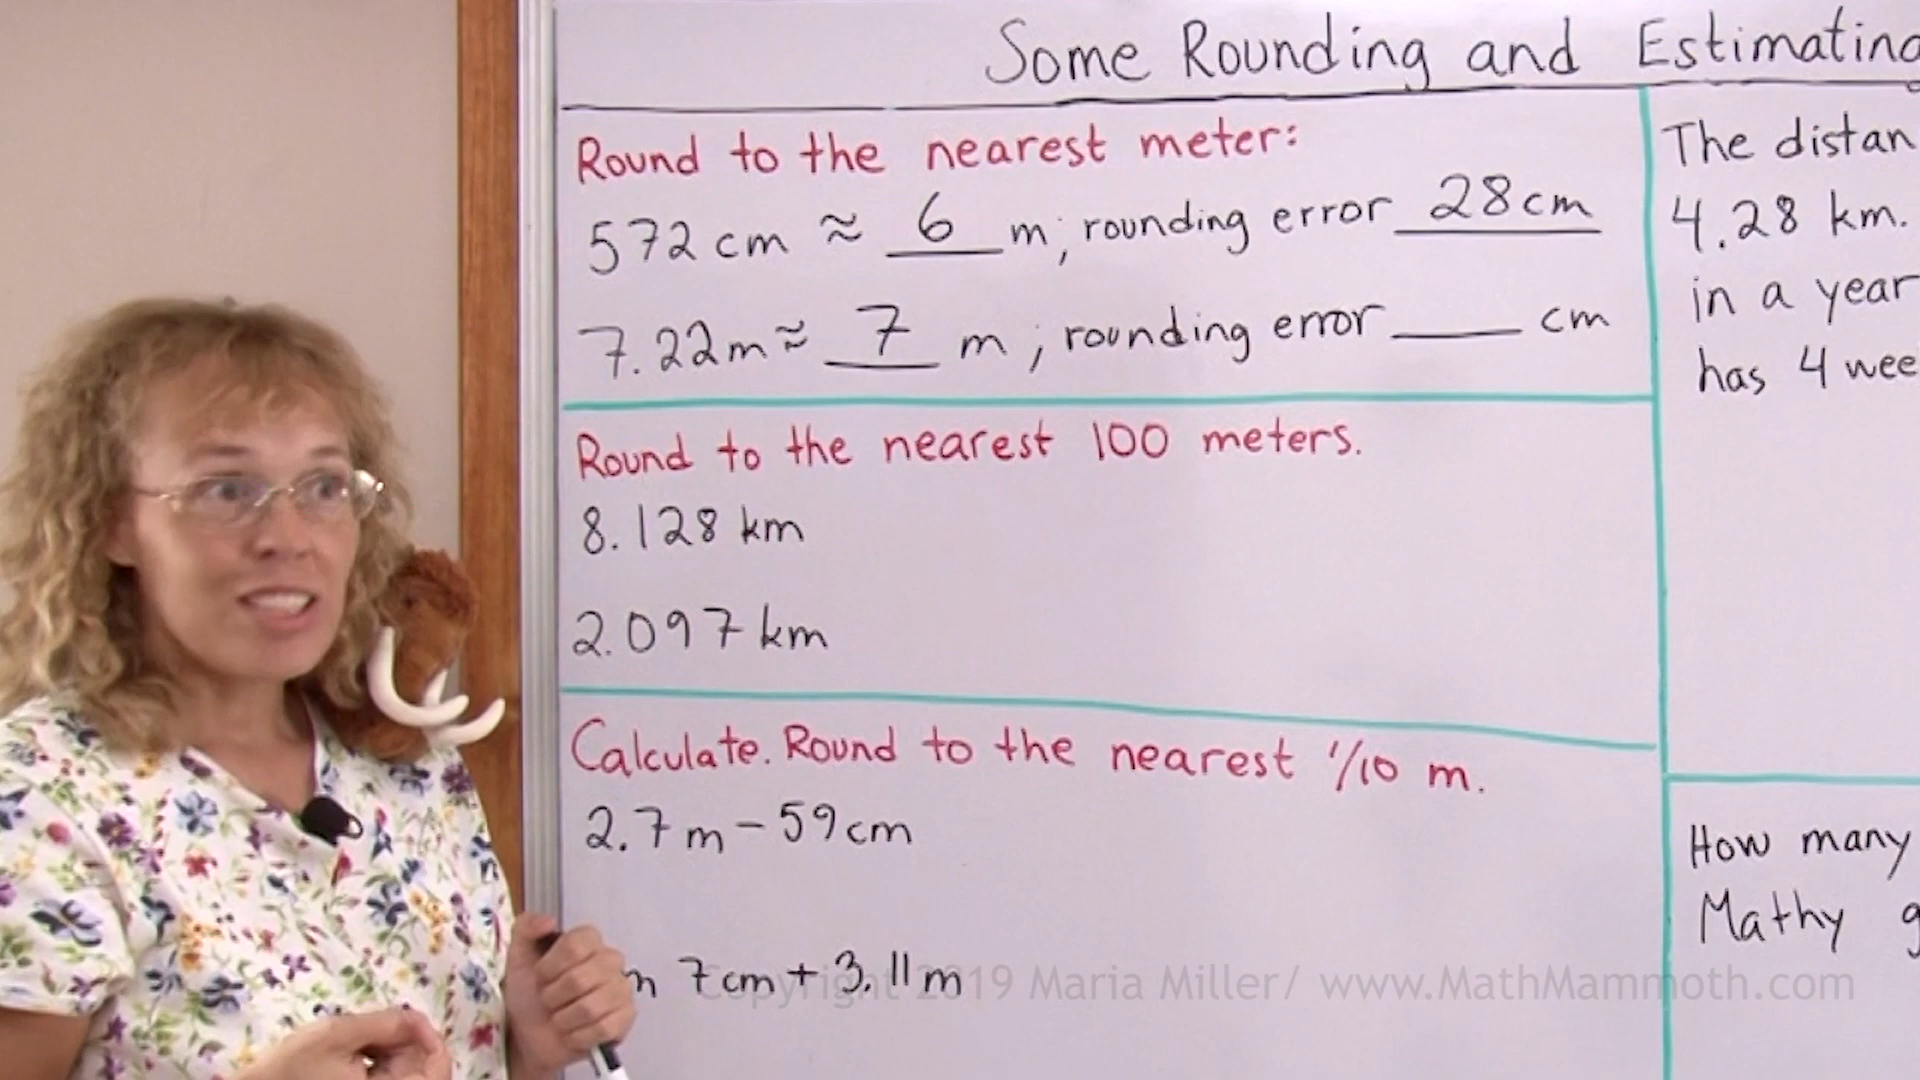 Some Rounding and Estimating
Round to the nearest meter:
572 cm ≈ 6 m; rounding error 28 cm
7.22 m ≈ 7 m; rounding error ____ cm
Round to the nearest 100 meters.
8.128 km
2.097 km
Calculate. Round to the nearest 1/10 m.
2.7 m - 59 cm
7 cm + 3.11 m
The distan
4.28 km.
in a year
has 4 wee
How many
Mathy g
Copyright 2019 Maria Miller/ www.MathMammoth.com